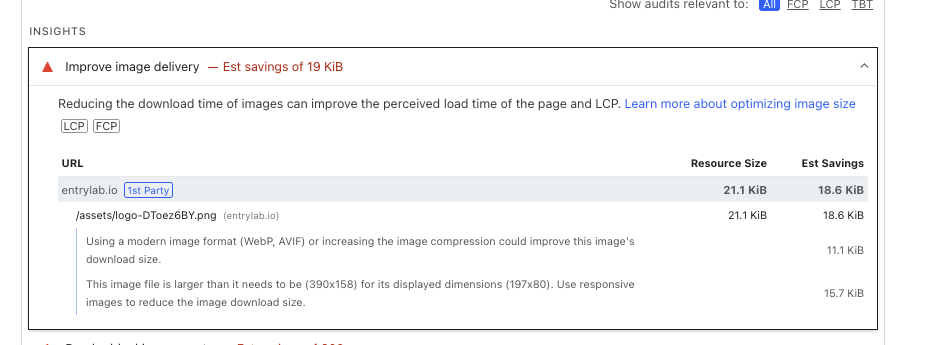 Show audits relevant to: All FCP LCP TBT
INSIGHTS
Improve image delivery — Est savings of 19 KiB
Reducing the download time of images can improve the perceived load time of the page and LCP. Learn more about optimizing image size
LCP FCP
URL Resource Size Est Savings
entrylab.io 1st Party 21.1 KiB 18.6 KiB
/assets/logo-DToez6BY.png (entrylab.io) 21.1 KiB 18.6 KiB
Using a modern image format (WebP, AVIF) or increasing the image compression could improve this image's
download size. 11.1 KiB
This image file is larger than it needs to be (390x158) for its displayed dimensions (197x80). Use responsive
images to reduce the image download size. 15.7 KiB